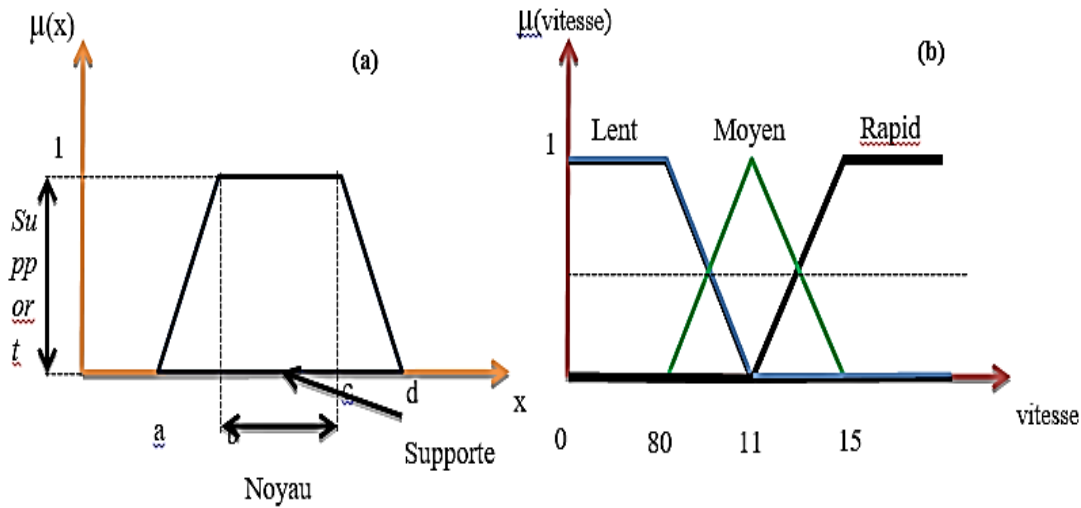 μ(x)
(a)
1
Su
pp
or
t
a
c
d
x
Supporte
Noyau
μ(vitesse)
(b)
Lent Moyen Rapid
1
0 80 11 15
vitesse